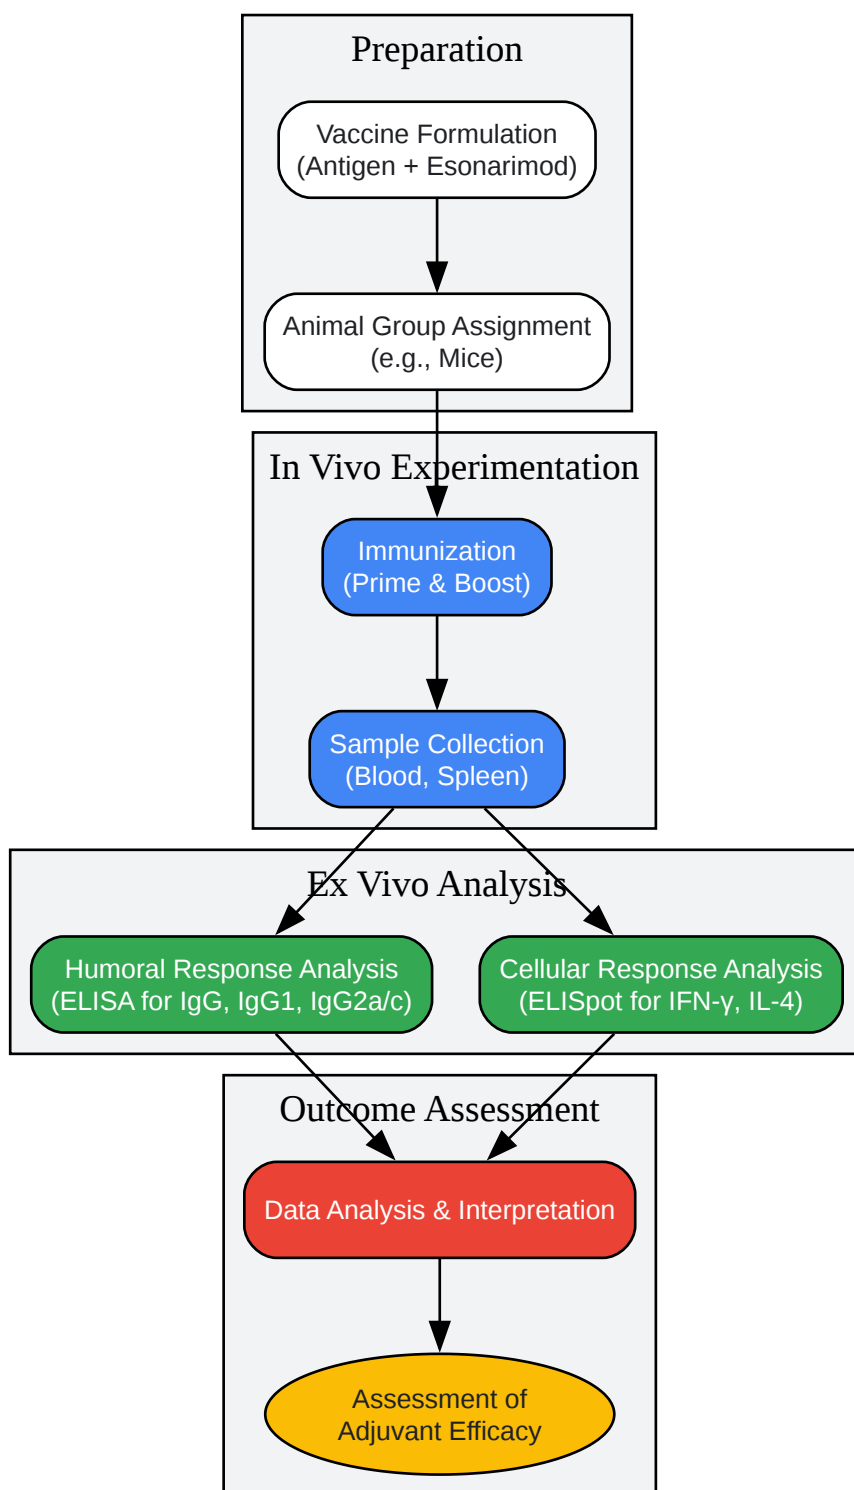 Preparation
Vaccine Formulation
(Antigen + Esonarimod)
Animal Group Assignment
(e.g., Mice)
In Vivo Experimentation
Immunization
(Prime & Boost)
Sample Collection
(Blood, Spleen)
Ex Vivo Analysis
Humoral Response Analysis
(ELISA for IgG, IgG1, IgG2a/c)
Cellular Response Analysis
(ELISpot for IFN-γ, IL-4)
Outcome Assessment
Data Analysis & Interpretation
Assessment of
Adjuvant Efficacy